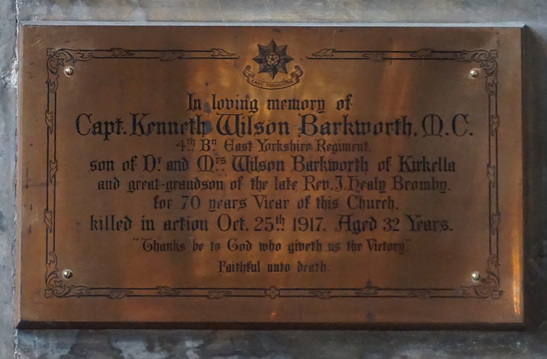 In loving memory of
Capt. Kenneth Wilson Barkworth, M.C.
4th Bn East Yorkshire Regiment.
son of Dr. and Mrs. Wilson Barkworth of Kirkella
and great-grandson of the late Rev. J. Healy Bromby.
for 70 years Vicar of this Church.
killed in action Oct. 25th 1917. Aged 32 Years.
"Thanks be to God who giveth us the Victory"
Faithful unto death.